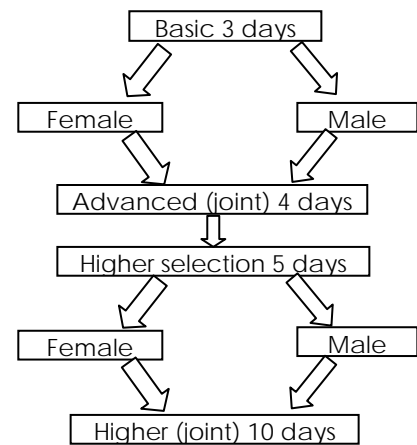 Basic 3 days
Female Male
Advanced (joint) 4 days
Higher selection 5 days
Female Male
Higher (joint) 10 days